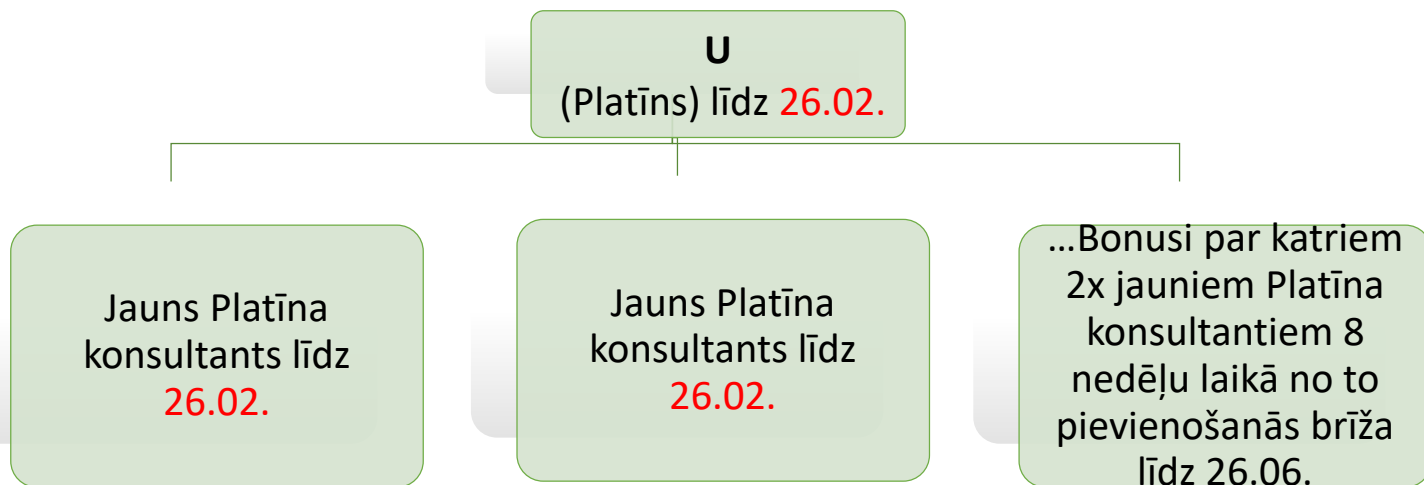 U
(Platīns) līdz 26.02.
Jauns Platīna
konsultants līdz
26.02.
Jauns Platīna
konsultants līdz
26.02.
...Bonusi par katriem
2x jauniem Platīna
konsultantiem 8
nedēļu laikā no to
pievienošanās brīža
līdz 26.06.